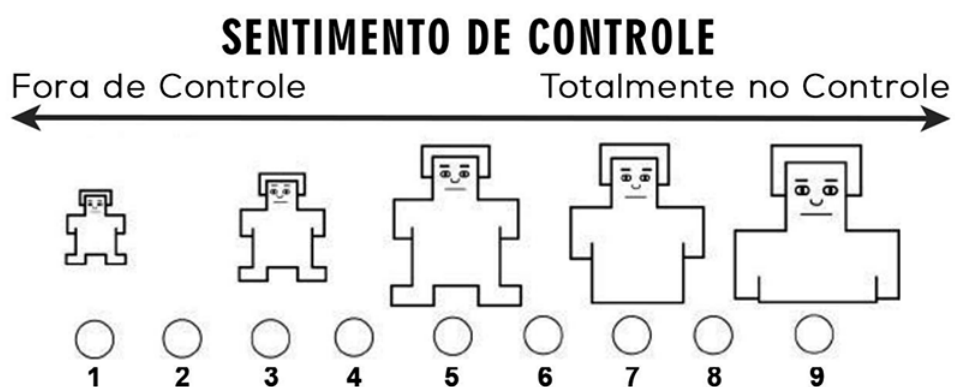 SENTIMENTO DE CONTROLE
Fora de Controle Totalmente no Controle
1 2 3 4 5 6 7 8 9